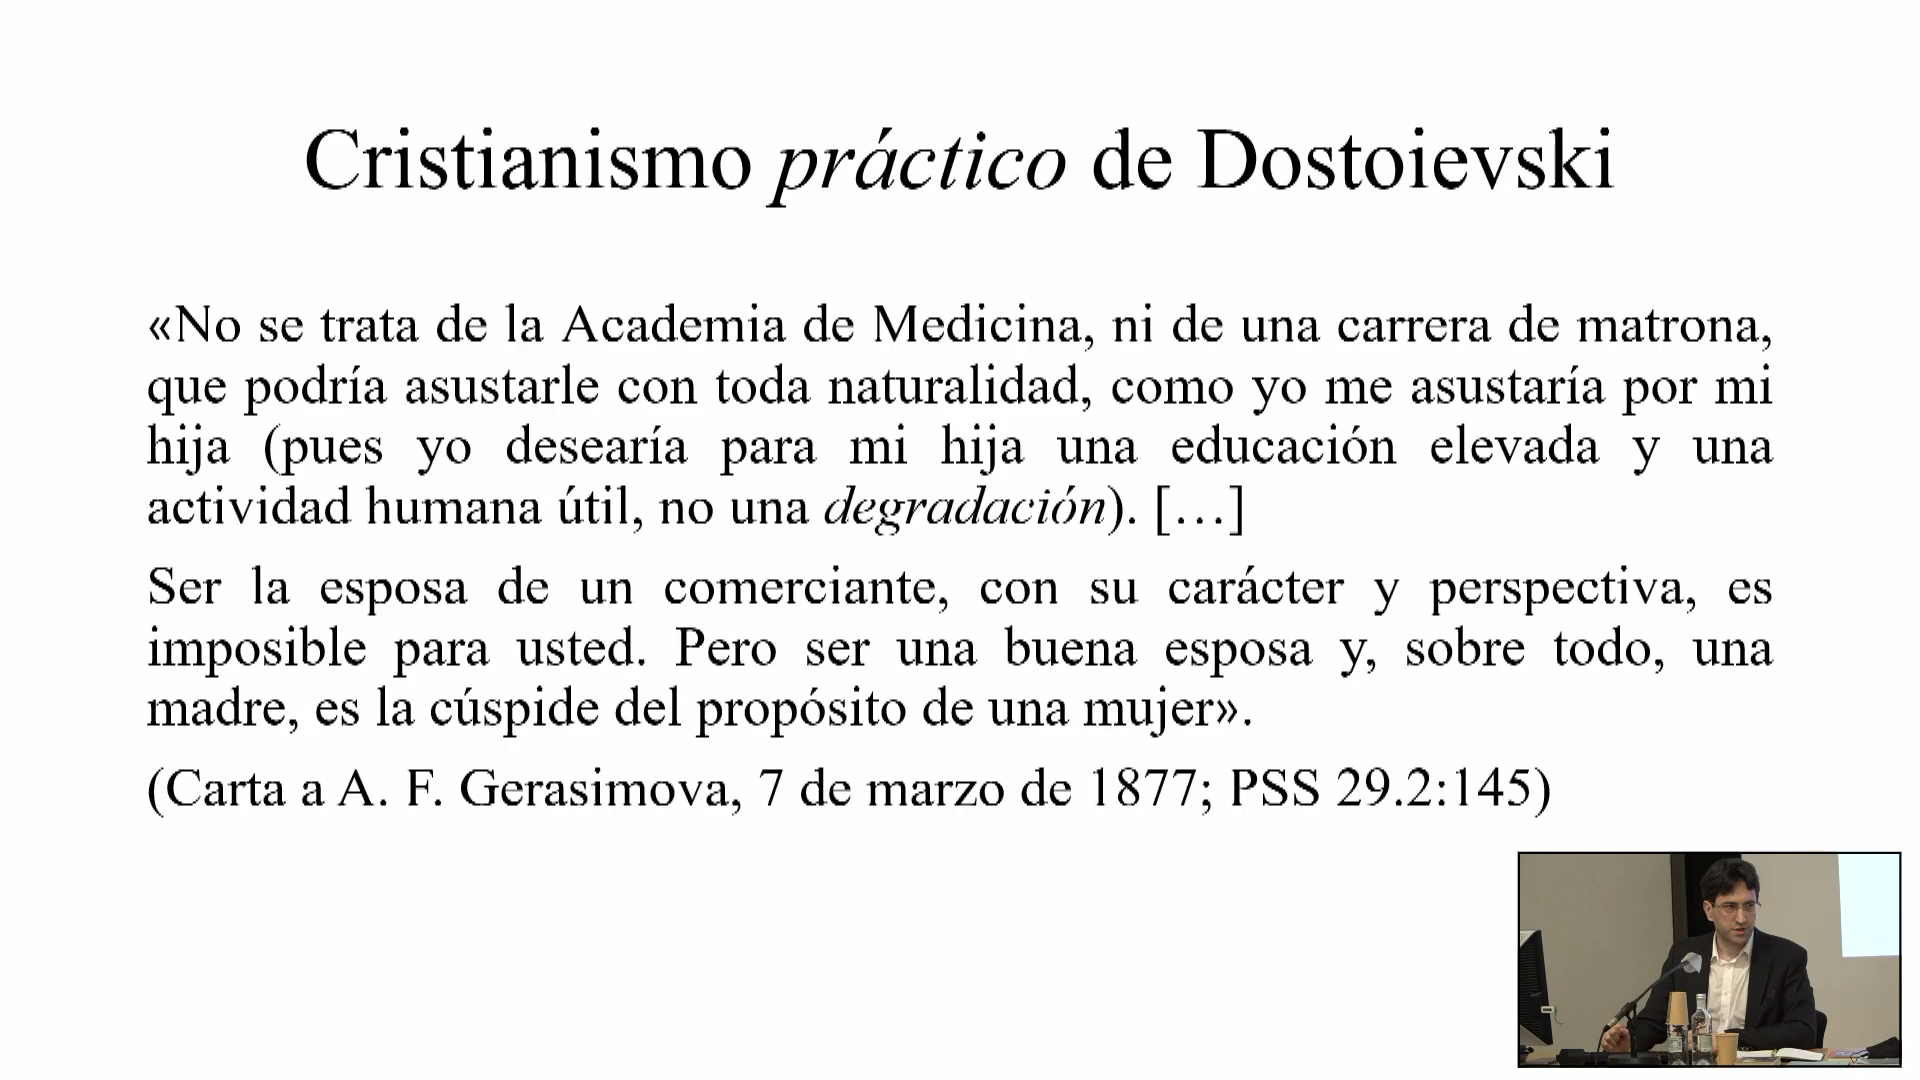 Cristianismo práctico de Dostoievski
«No se trata de la Academia de Medicina, ni de una carrera de matrona,
que podría asustarle con toda naturalidad, como yo me asustaría por mi
hija (pues yo desearía para mi hija una educación elevada y una
actividad humana útil, no una degradación). […]
Ser la esposa de un comerciante, con su carácter y perspectiva, es
imposible para usted. Pero ser una buena esposa y, sobre todo, una
madre, es la cúspide del propósito de una mujer».
(Carta a A. F. Gerasimova, 7 de marzo de 1877; PSS 29.2:145)